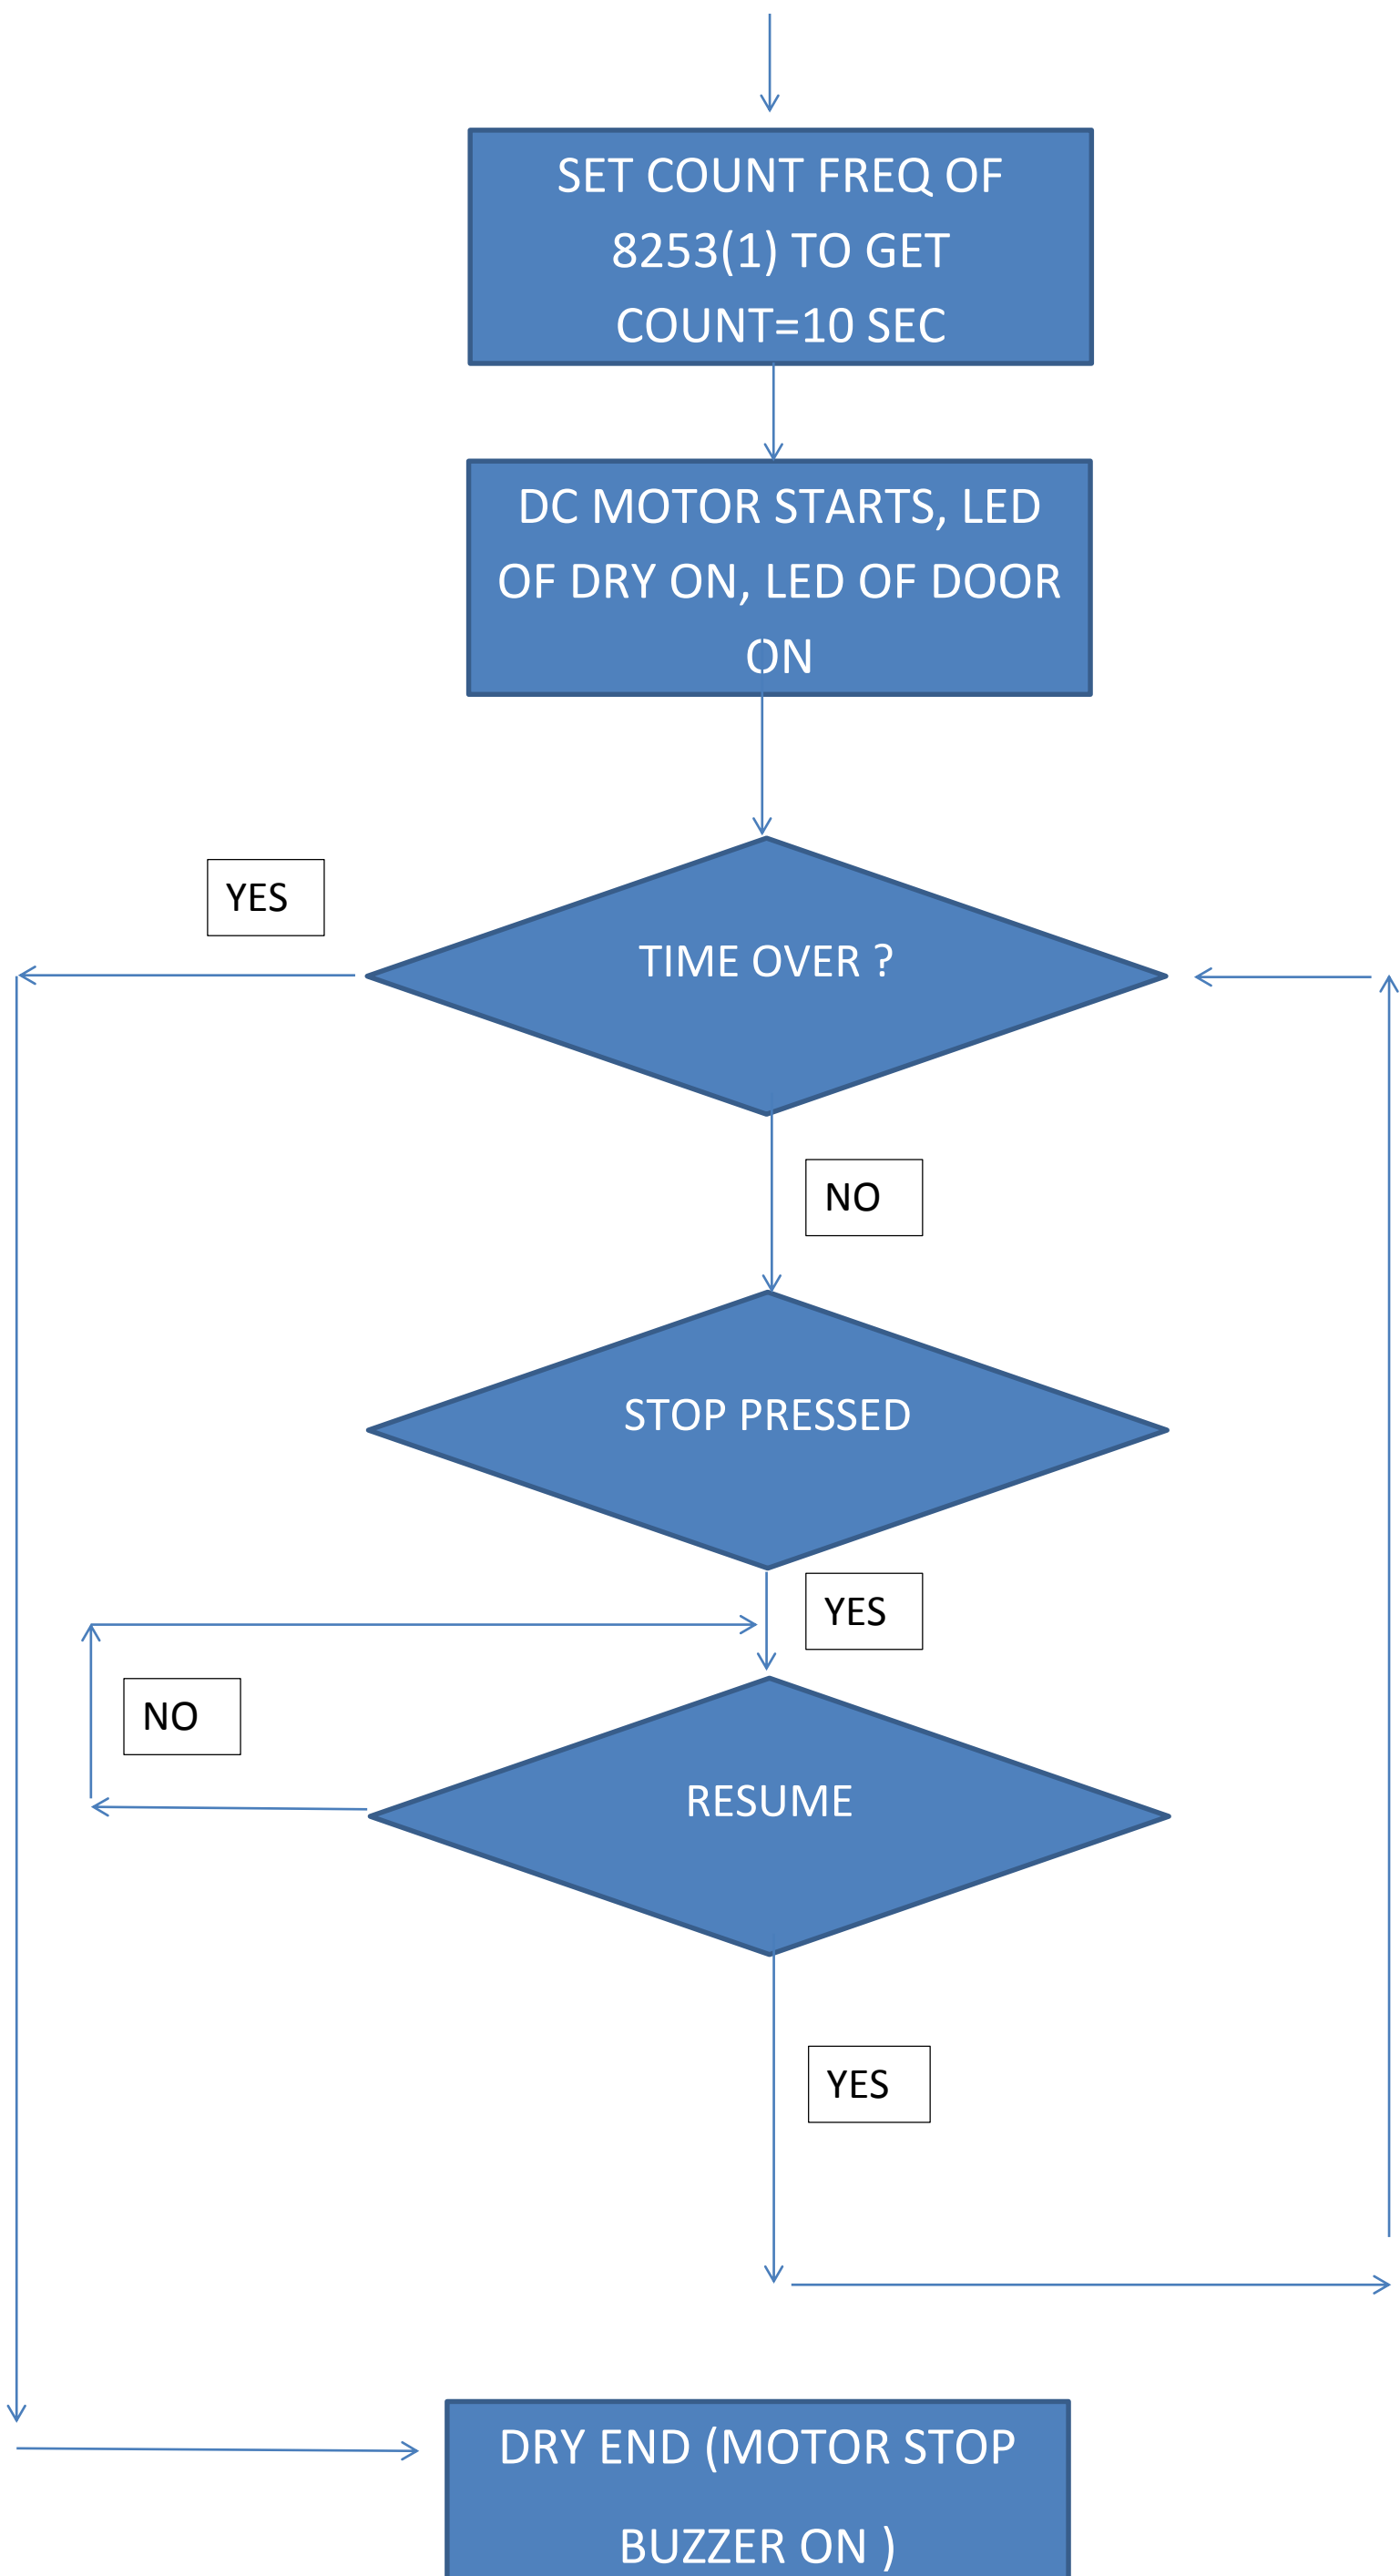 SET COUNT FREQ OF
8253(1) TO GET
COUNT=10 SEC
DC MOTOR STARTS, LED
OF DRY ON, LED OF DOOR
ON
YES
TIME OVER ?
NO
STOP PRESSED
YES
NO
RESUME
YES
DRY END (MOTOR STOP
BUZZER ON )